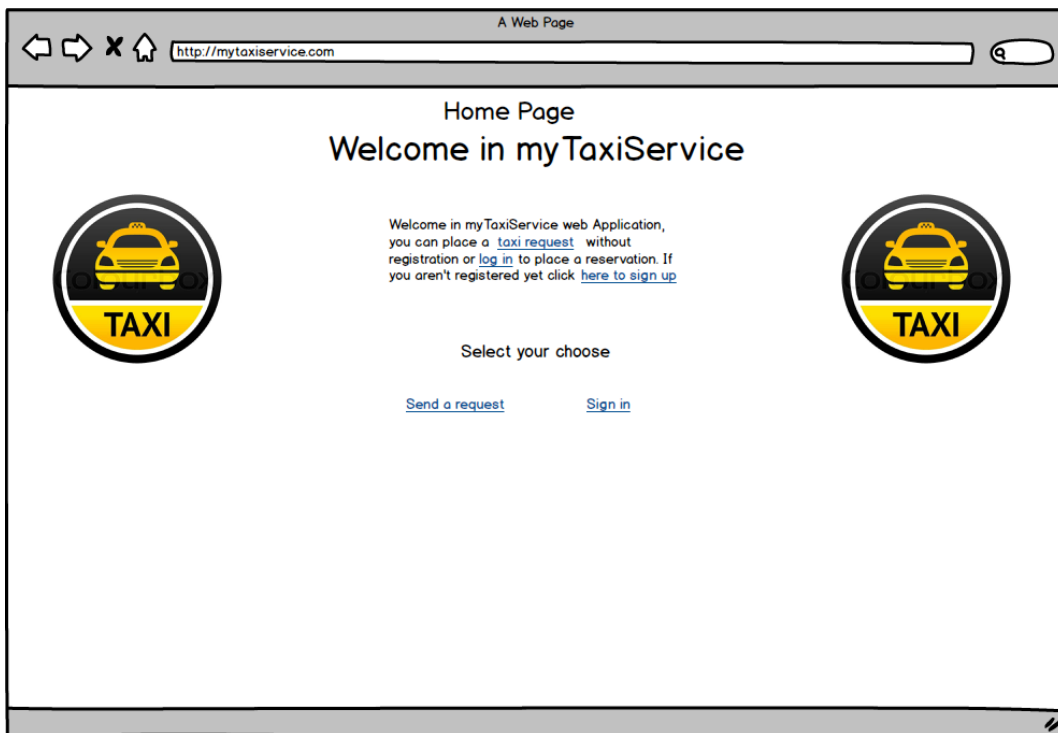 A Web Page
http://mytaxiservice.com
Home Page
Welcome in myTaxiService
Welcome in myTaxiService web Application,
you can place a taxi request without
registration or log in to place a reservation. If
you aren't registered yet click here to sign up
TAXI
TAXI
Select your choose
Send a request
Sign in